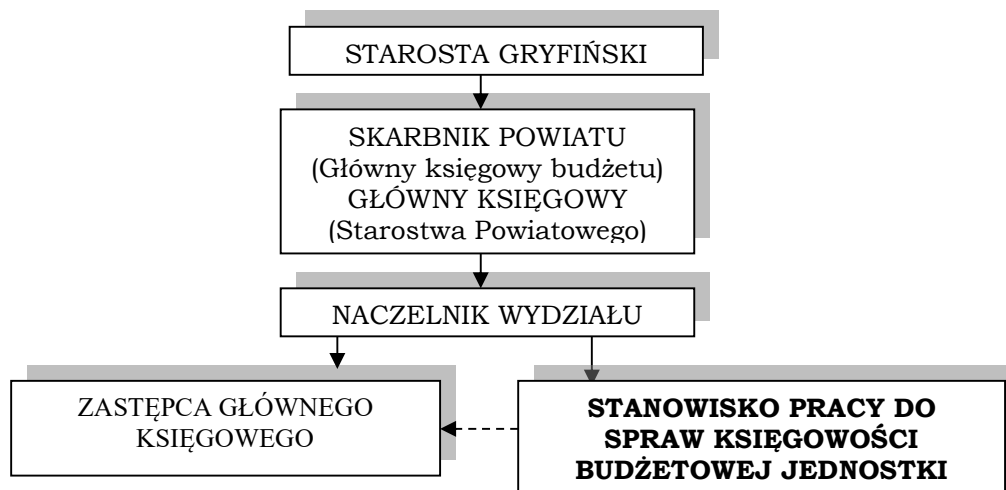 STAROSTA GRYFIŃSKI
SKARBNIK POWIATU
(Główny księgowy budżetu)
GŁÓWNY KSIĘGOWY
(Starostwa Powiatowego)
NACZELNIK WYDZIAŁU
ZASTĘPCA GŁÓWNEGO
KSIĘGOWEGO
STANOWISKO PRACY DO
SPRAW KSIĘGOWOŚCI
BUDŻETOWEJ JEDNOSTKI